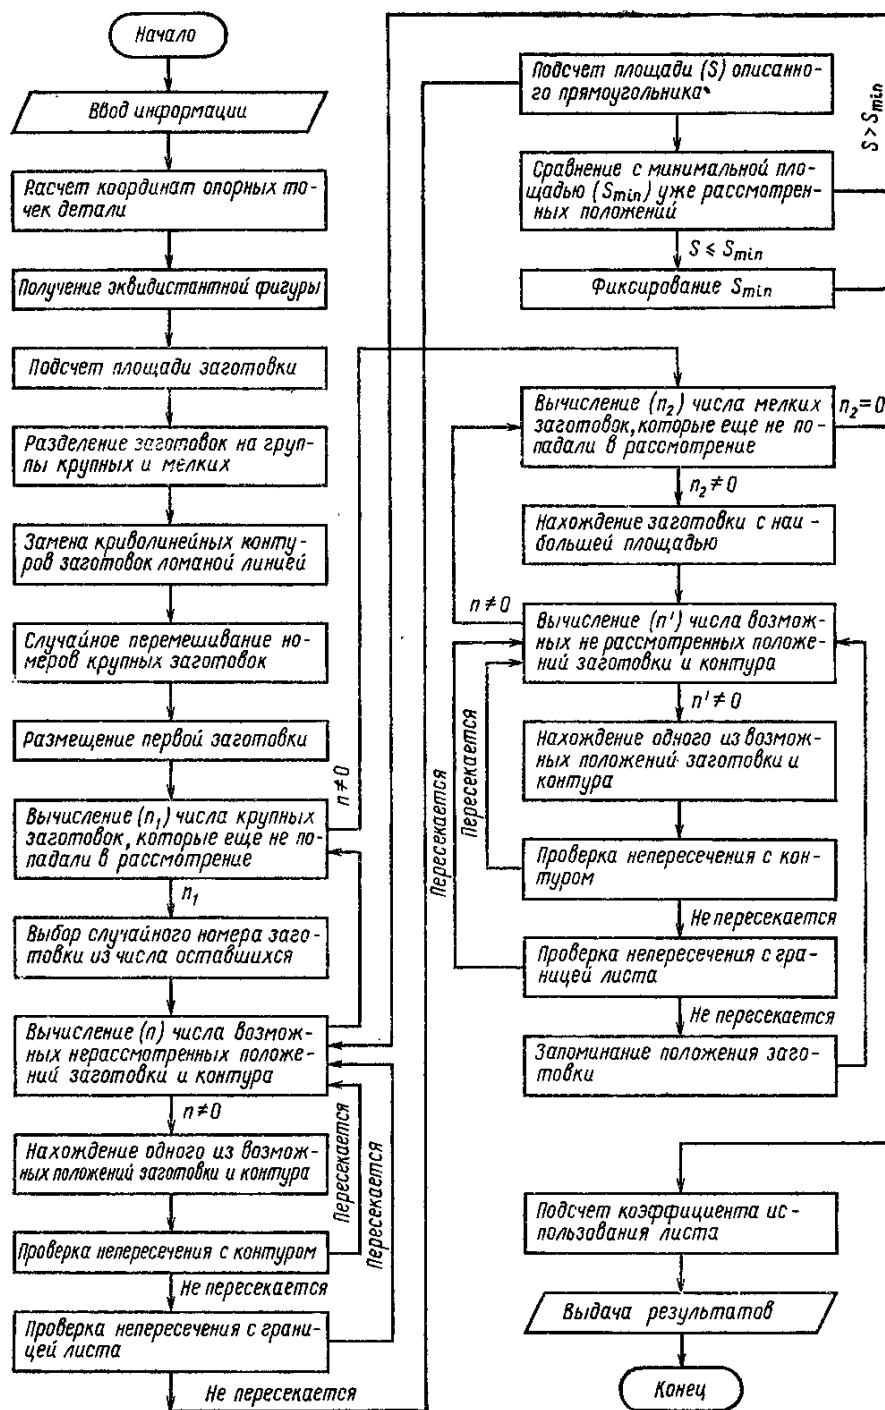 Начало
Ввод информации
Расчет координат опорных то-
чек детали
Получение эквидистантной фигуры
Подсчет площади заготовки
Разделение заготовок на груп-
пы крупных и мелких
Замена криволинейных конту-
ров заготовок ломаной линией
Случайное перемешивание но-
меров крупных заготовок
Размещение первой заготовки
n≠0
Вычисление (n₁) числа крупных
заготовок, которые еще не по-
падали в рассмотрение
n₁
Выбор случайного номера заго-
товки из числа оставшихся
Вычисление (n) числа возмож-
ных нерассмотренных положе-
ний заготовки и контура
n≠0
Нахождение одного из возмож-
ных положений заготовки и контура
Пересекается
Пересекается
Проверка непересечения с контуром
Не пересекается
Проверка непересечения с грани-
цей листа
Не пересекается
Подсчет площади (S) описанно-
го прямоугольника
S > Smin
Сравнение с минимальной пло-
щадью (Smin) уже рассмотрен-
ных положений
S ≤ Smin
Фиксирование Smin
Вычисление (n₂) числа мелких
заготовок, которые еще не по-
падали в рассмотрение
n₂=0
n₂≠0
Нахождение заготовки с наи-
большей площадью
n≠0
Вычисление (n') числа возмож-
ных не рассмотренных положе-
ний заготовки и контура
n'≠0
Нахождение одного из возмож-
ных положений заготовки и
контура
Пересекается
Пересекается
Проверка непересечения с кон-
туром
Не пересекается
Проверка непересечения с гра-
ницей листа
Не пересекается
Запоминание положения заго-
товки
Подсчет коэффициента ис-
пользования листа
Выдача результатов
Конец